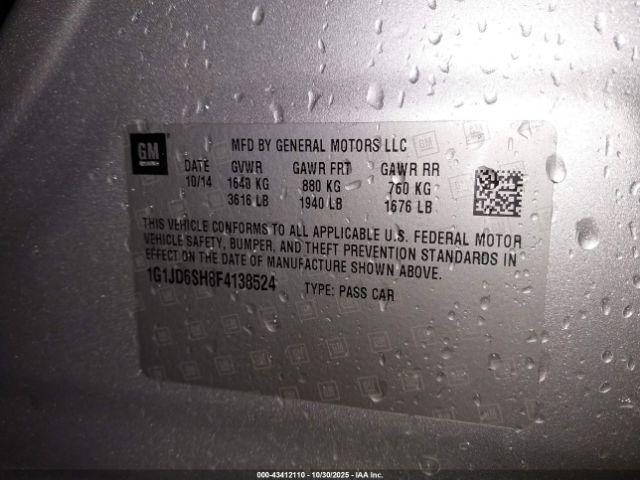 GM
MFD BY GENERAL MOTORS LLC
DATE GVWR GAWR FRT GAWR RR
10/14 1640 KG 880 KG 760 KG
3616 LB 1940 LB 1676 LB
THIS VEHICLE CONFORMS TO ALL APPLICABLE U.S. FEDERAL MOTOR
VEHICLE SAFETY, BUMPER, AND THEFT PREVENTION STANDARDS IN
EFFECT ON THE DATE OF MANUFACTURE SHOWN ABOVE.
1G1JD6SH8F4138524 TYPE: PASS CAR
000-43412110 - 10/30/2025 - IAA Inc.